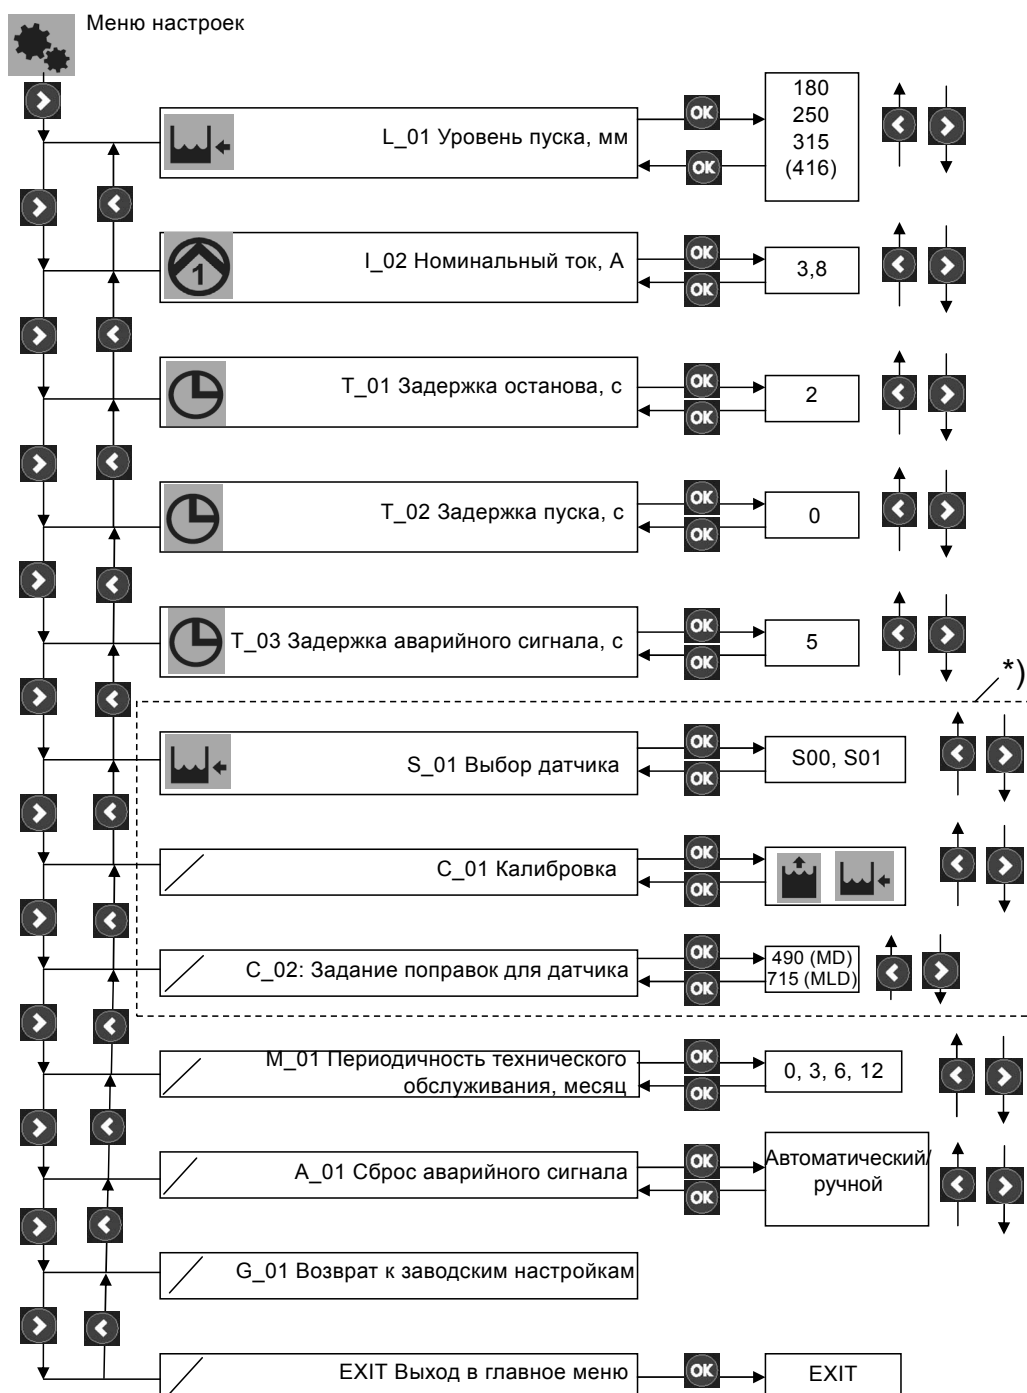 Меню настроек
L_01 Уровень пуска, мм
OK
OK
180
250
315
(416)
I_02 Номинальный ток, А
1
OK
OK
3,8
T_01 Задержка останова, с
OK
OK
2
T_02 Задержка пуска, с
OK
OK
0
T_03 Задержка аварийного сигнала, с
OK
OK
5
*)
S_01 Выбор датчика
OK
OK
S00, S01
C_01 Калибровка
OK
OK
C_02: Задание поправок для датчика
OK
OK
490 (MD)
715 (MLD)
M_01 Периодичность технического
обслуживания, месяц
OK
OK
0, 3, 6, 12
A_01 Сброс аварийного сигнала
OK
OK
Автоматический/
ручной
G_01 Возврат к заводским настройкам
EXIT Выход в главное меню
OK
EXIT